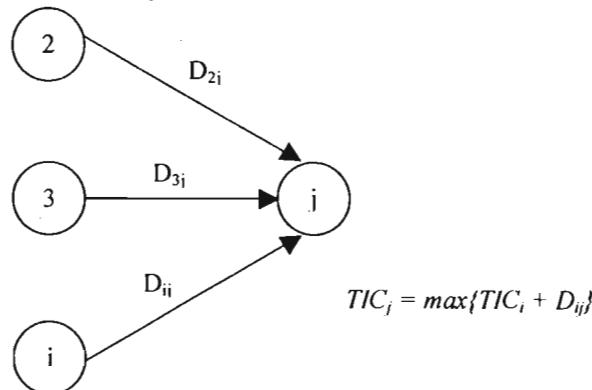 2
D₂ⱼ
3
D₃ⱼ
j
Dᵢⱼ
TICⱼ = max{TICᵢ + Dᵢⱼ}
i